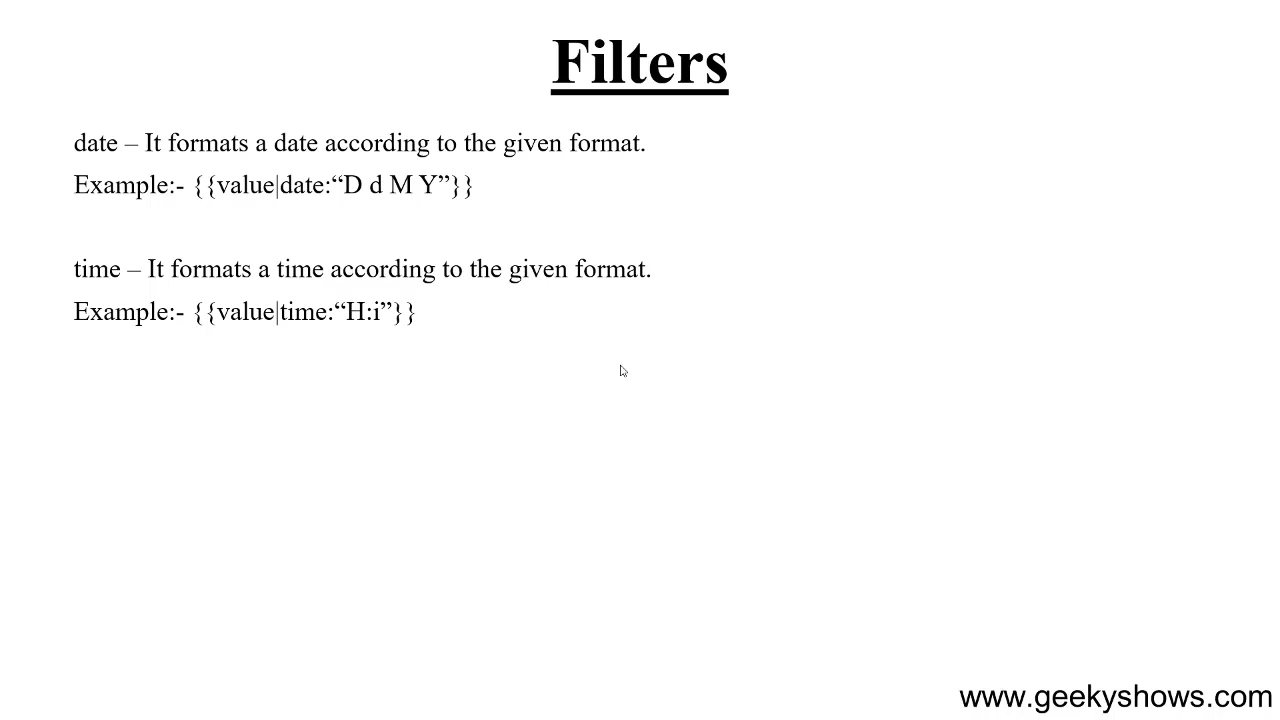 Filters
date – It formats a date according to the given format.
Example:- {{value|date:“D d M Y”}}
time – It formats a time according to the given format.
Example:- {{value|time:“H:i”}}
www.geekyshows.com